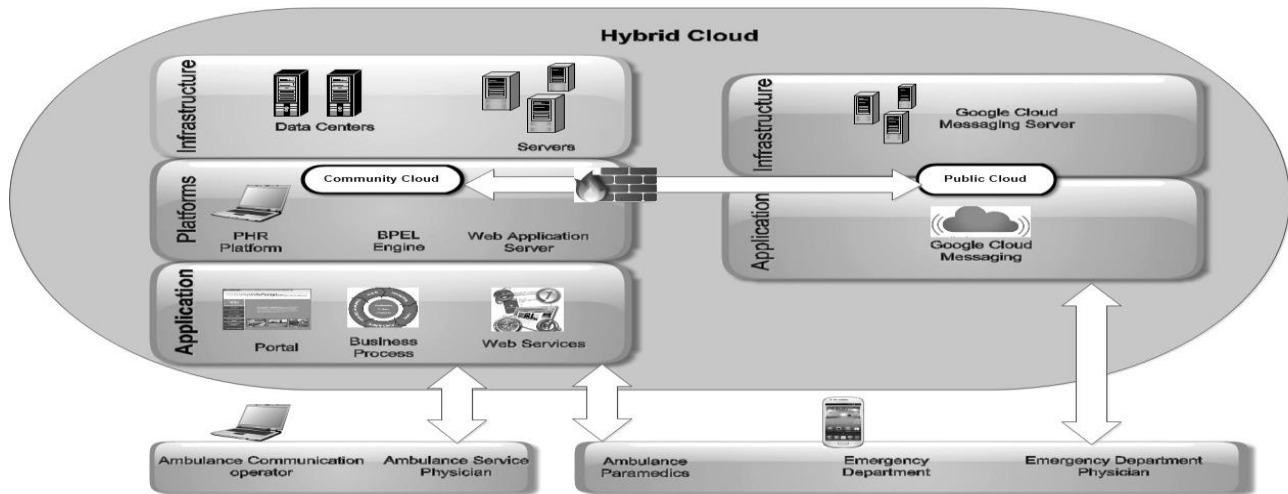 Hybrid Cloud
Infrastructure
Data Centers
Servers
Platforms
Community Cloud
PHR
Platform
BPEL
Engine
Web Application
Server
Application
Portal
Business
Process
Web Services
Infrastructure
Google Cloud
Messaging Server
Public Cloud
Application
Google Cloud
Messaging
Ambulance Communication
operator
Ambulance Service
Physician
Ambulance
Paramedics
Emergency
Department
Emergency Department
Physician